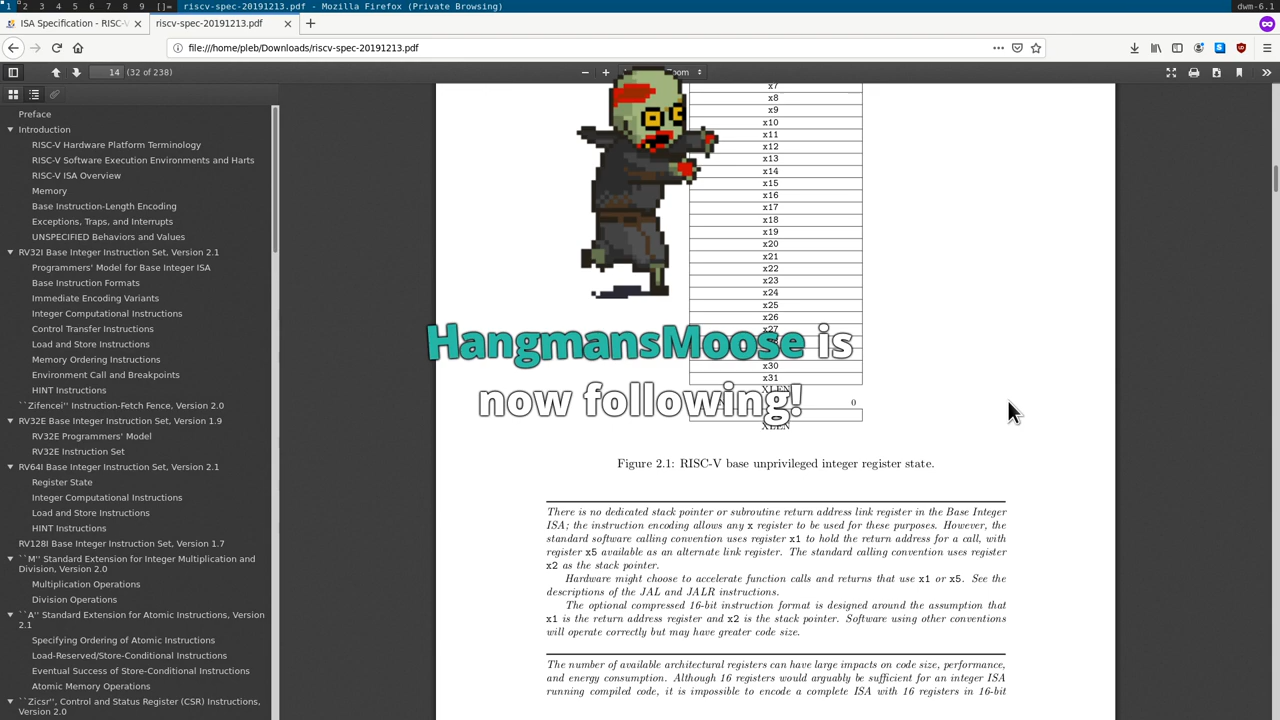 1 2 3 4 5 6 7 8 9 []= riscv-spec-20191213.pdf - Mozilla Firefox (Private Browsing) dwm-6.1
ISA Specification - RISC-V
riscv-spec-20191213.pdf
file:///home/pleb/Downloads/riscv-spec-20191213.pdf
14 (32 of 238)
Preface
Introduction
RISC-V Hardware Platform Terminology
RISC-V Software Execution Environments and Harts
RISC-V ISA Overview
Memory
Base Instruction-Length Encoding
Exceptions, Traps, and Interrupts
UNSPECIFIED Behaviors and Values
RV32I Base Integer Instruction Set, Version 2.1
Programmers' Model for Base Integer ISA
Base Instruction Formats
Immediate Encoding Variants
Integer Computational Instructions
Control Transfer Instructions
Load and Store Instructions
Memory Ordering Instructions
Environment Call and Breakpoints
HINT Instructions
``Zifencei'' Instruction-Fetch Fence, Version 2.0
RV32E Base Integer Instruction Set, Version 1.9
RV32E Programmers' Model
RV32E Instruction Set
RV64I Base Integer Instruction Set, Version 2.1
Register State
Integer Computational Instructions
Load and Store Instructions
HINT Instructions
RV128I Base Integer Instruction Set, Version 1.7
``M'' Standard Extension for Integer Multiplication and
Division, Version 2.0
Multiplication Operations
Division Operations
``A'' Standard Extension for Atomic Instructions, Version
2.1
Specifying Ordering of Atomic Instructions
Load-Reserved/Store-Conditional Instructions
Eventual Success of Store-Conditional Instructions
Atomic Memory Operations
``Zicsr'', Control and Status Register (CSR) Instructions,
Version 2.0
x7
x8
x9
x10
x11
x12
x13
x14
x15
x16
x17
x18
x19
x20
x21
x22
x23
x24
x25
x26
x27
x30
x31
XLEN
0
XLEN
HangmansMoose is
now following!
Figure 2.1: RISC-V base unprivileged integer register state.
There is no dedicated stack pointer or subroutine return address link register in the Base Integer
ISA; the instruction encoding allows any x register to be used for these purposes. However, the
standard software calling convention uses register x1 to hold the return address for a call, with
register x5 available as an alternate link register. The standard calling convention uses register
x2 as the stack pointer.
Hardware might choose to accelerate function calls and returns that use x1 or x5. See the
descriptions of the JAL and JALR instructions.
The optional compressed 16-bit instruction format is designed around the assumption that
x1 is the return address register and x2 is the stack pointer. Software using other conventions
will operate correctly but may have greater code size.
The number of available architectural registers can have large impacts on code size, performance,
and energy consumption. Although 16 registers would arguably be sufficient for an integer ISA
running compiled code, it is impossible to encode a complete ISA with 16 registers in 16-bit